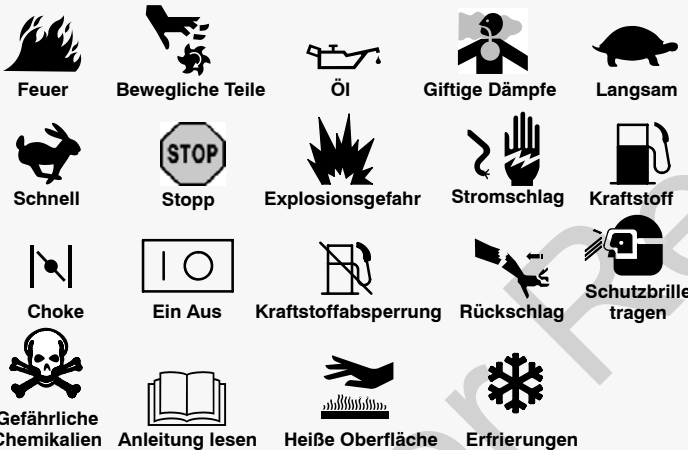 Feuer
Bewegliche Teile
Öl
Giftige Dämpfe
Langsam
STOP
Schnell
Stopp
Explosionsgefahr
Stromschlag
Kraftstoff
Choke
Ein Aus
Kraftstoffabsperrung
Rückschlag
Schutzbrille
tragen
Gefährliche
Chemikalien
Anleitung lesen
Heiße Oberfläche
Erfrierungen